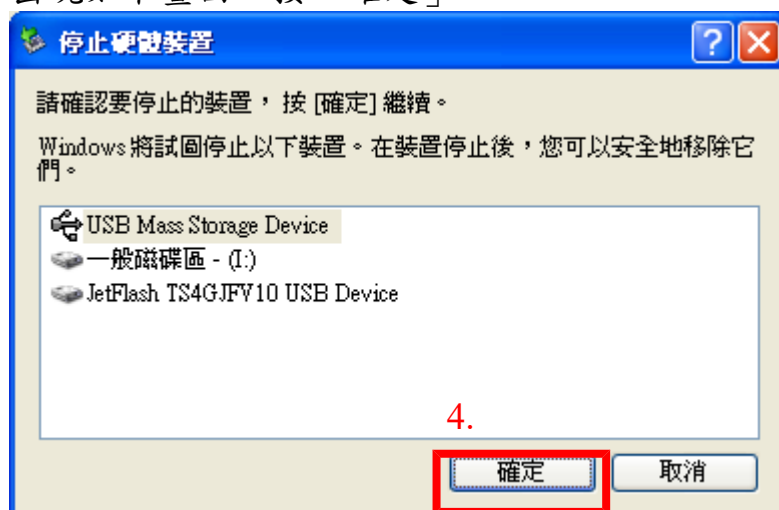 停止硬體裝置
請確認要停止的裝置，按 [確定] 繼續。
Windows 將試圖停止以下裝置。在裝置停止後，您可以安全地移除它
們。
USB Mass Storage Device
一般磁碟區 - (I:)
JetFlash TS4GJFV10 USB Device
4.
確定 取消